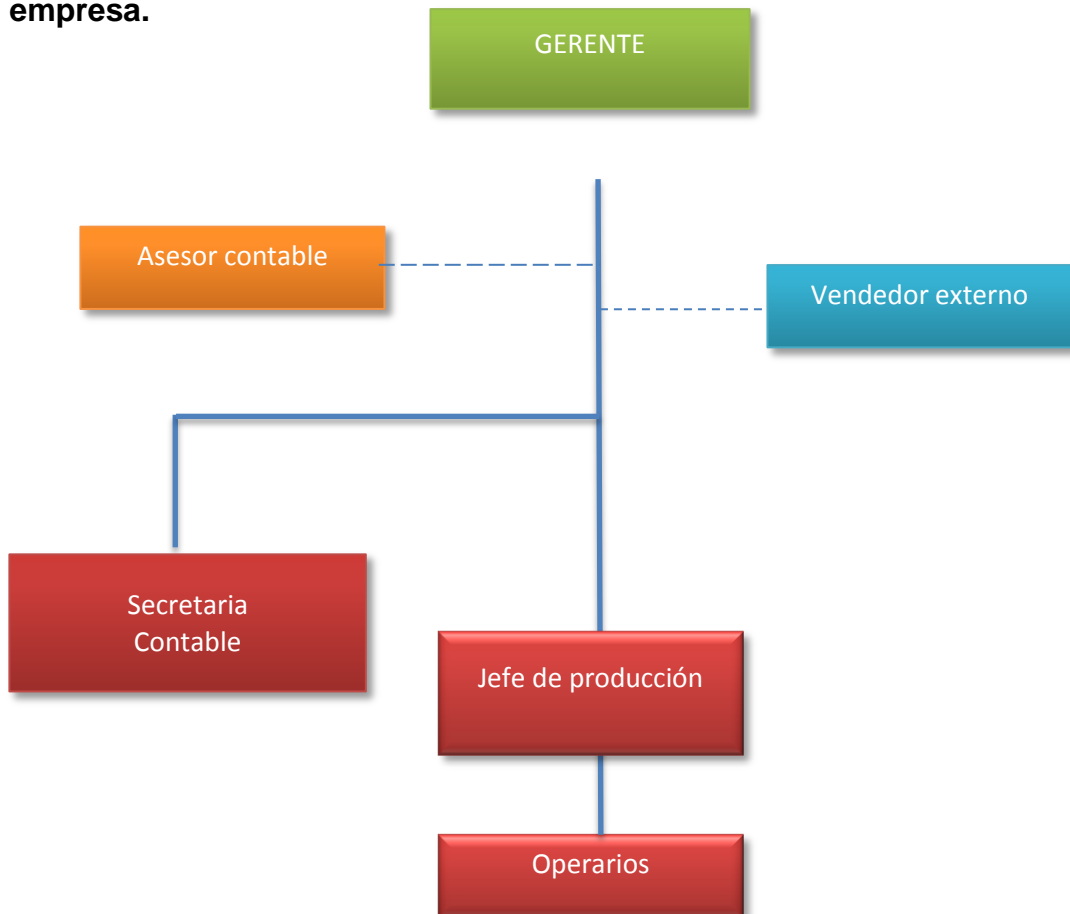 empresa.
GERENTE
Asesor contable
Vendedor externo
Secretaria
Contable
Jefe de producción
Operarios